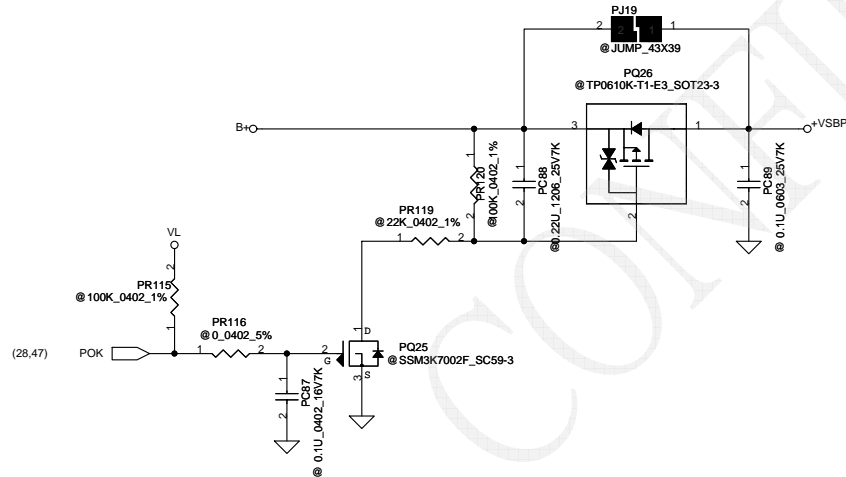 PJ19
2
2 1
1
@JUMP_43X39
PQ26
@TP0610K-T1-E3_SOT23-3
B+
3
1
+VSBP
2
1
PR120
@100K_0402_1%
2
1
PC88
@0.22U_1206_25V7K
2
1
PC89
@ 0.1U_0603_25V7K
2
PR119
@22K_0402_1%
1
2
VL
2
PR115
@100K_0402_1%
1
PR116
@0_0402_5%
(28,47)
POK
1
2
1
D
2
G
PQ25
@SSM3K7002F_SC59-3
3
S
1
PC87
@ 0.1U_0402_16V7K
2
CONFI